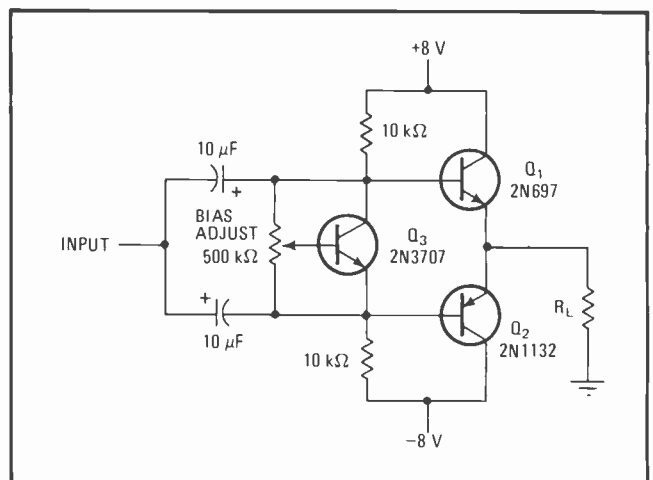 +8 V
10 kΩ
10 μF
+
Q1
2N697
BIAS
ADJUST
500 kΩ
Q3
2N3707
INPUT
RL
+
10 μF
Q2
2N1132
10 kΩ
−8 V